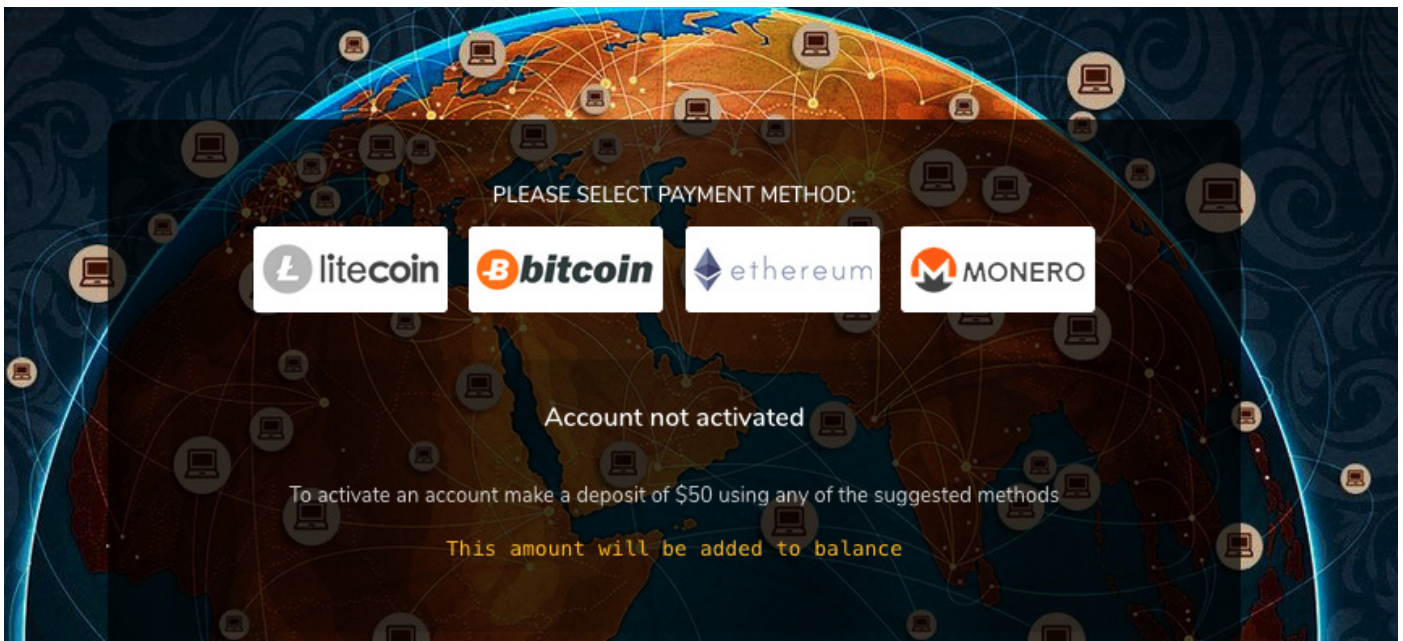 PLEASE SELECT PAYMENT METHOD:
litecoin bitcoin ethereum MONERO
Account not activated
To activate an account make a deposit of $50 using any of the suggested methods
This amount will be added to balance